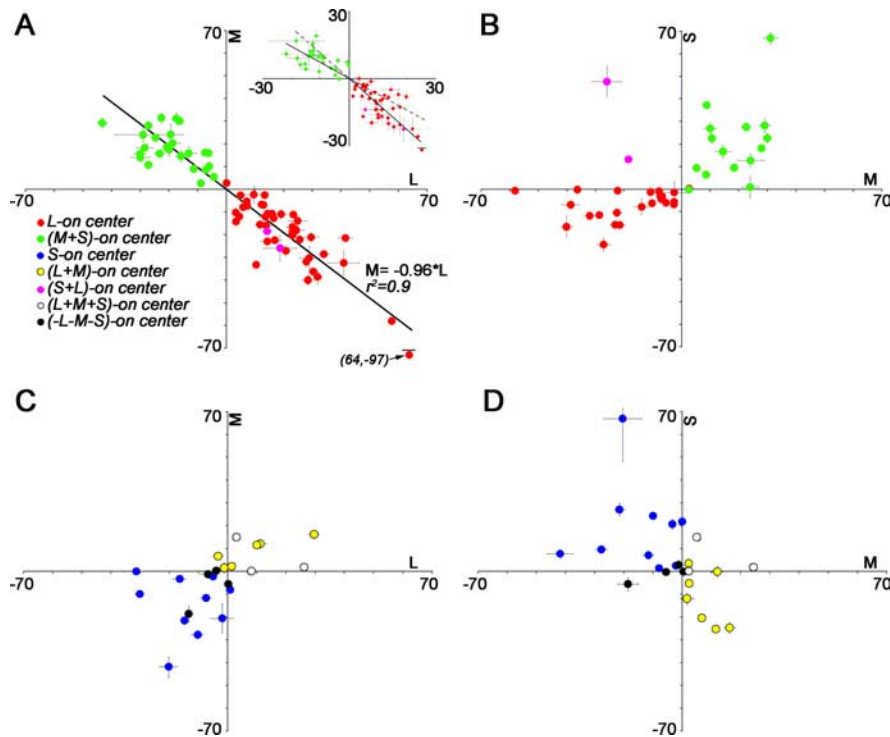 A
70
M
30
-30
30
-30
-70
L
70
L-on center
(M+S)-on center
S-on center
(L+M)-on center
(S+L)-on center
(L+M+S)-on center
(-L-M-S)-on center
M= -0.96*L
r²=0.9
-70
(64,-97)
B
70
S
-70
M
70
-70
C
70
M
-70
L
70
-70
D
70
S
-70
M
70
-70